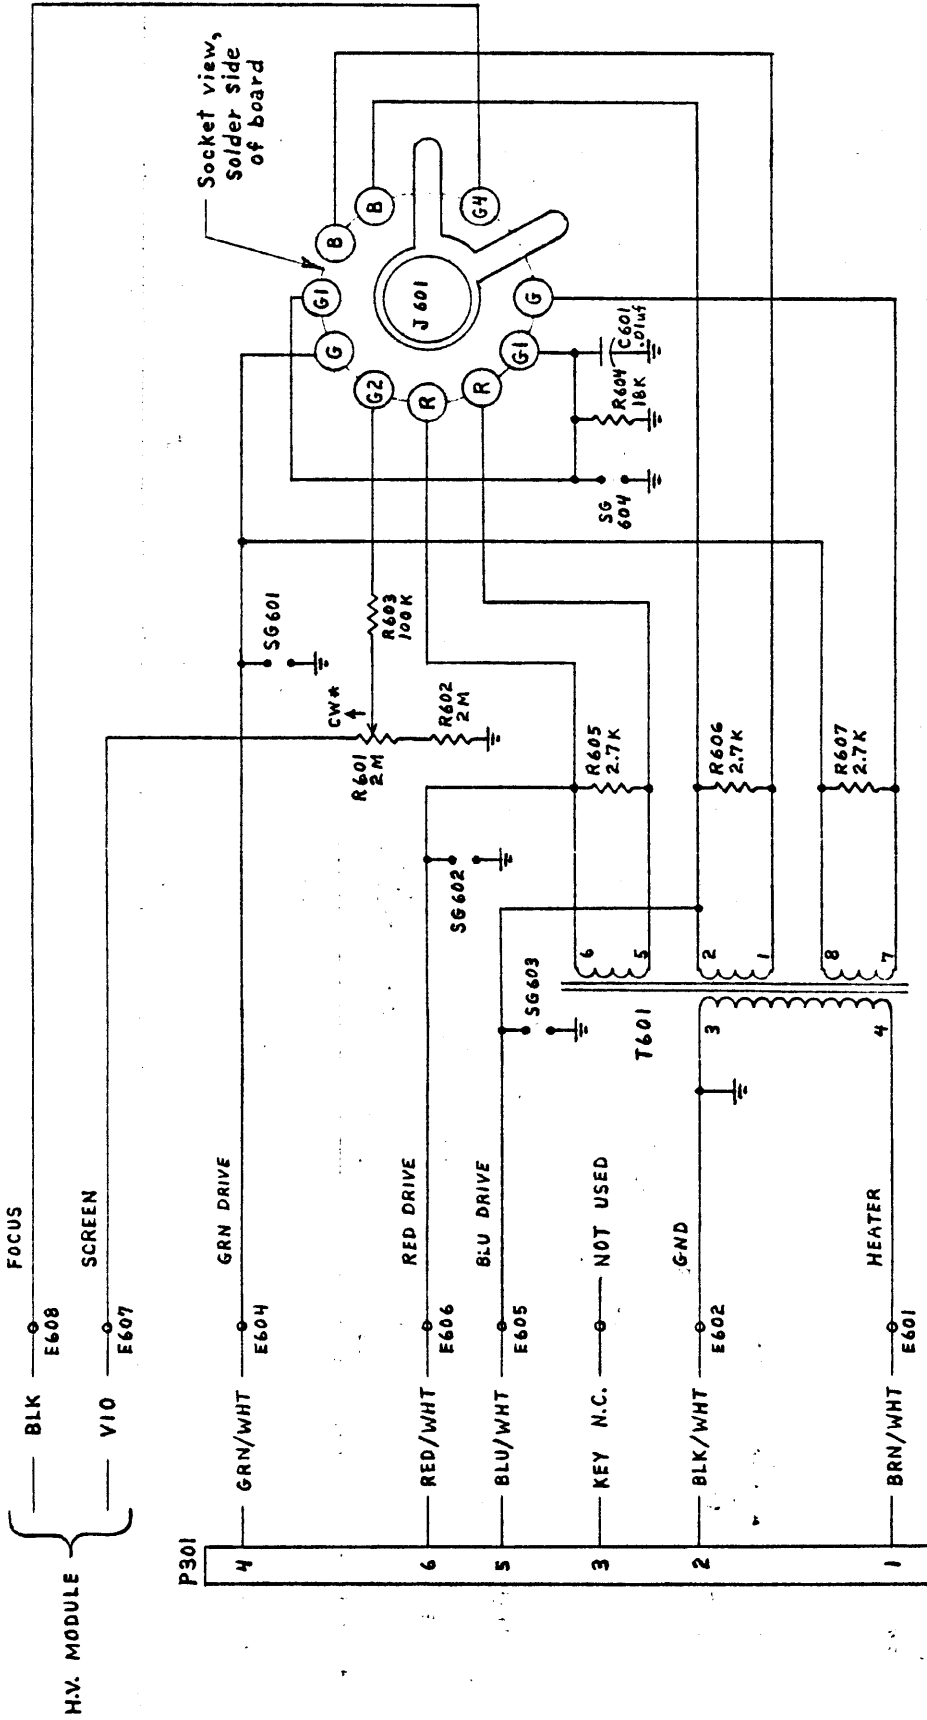 H.V. MODULE
BLK
E608
FOCUS
VIO
E607
SCREEN
P301
4
GRN/WHT
E604
GRN DRIVE
6
RED/WHT
E606
RED DRIVE
5
BLU/WHT
E605
BLU DRIVE
3
KEY N.C.
NOT USED
2
BLK/WHT
E602
GND
1
BRN/WHT
E601
HEATER
T601
3
4
6
5
2
1
8
7
SG603
SG602
SG601
R601
2M
CW*
R602
2M
R603
100K
R605
2.7K
R606
2.7K
R607
2.7K
SG
604
R604
18K
C601
.01uf
Socket view,
solder side
of board
J601
G2
G
G1
B
B
G4
R
R
G1
G